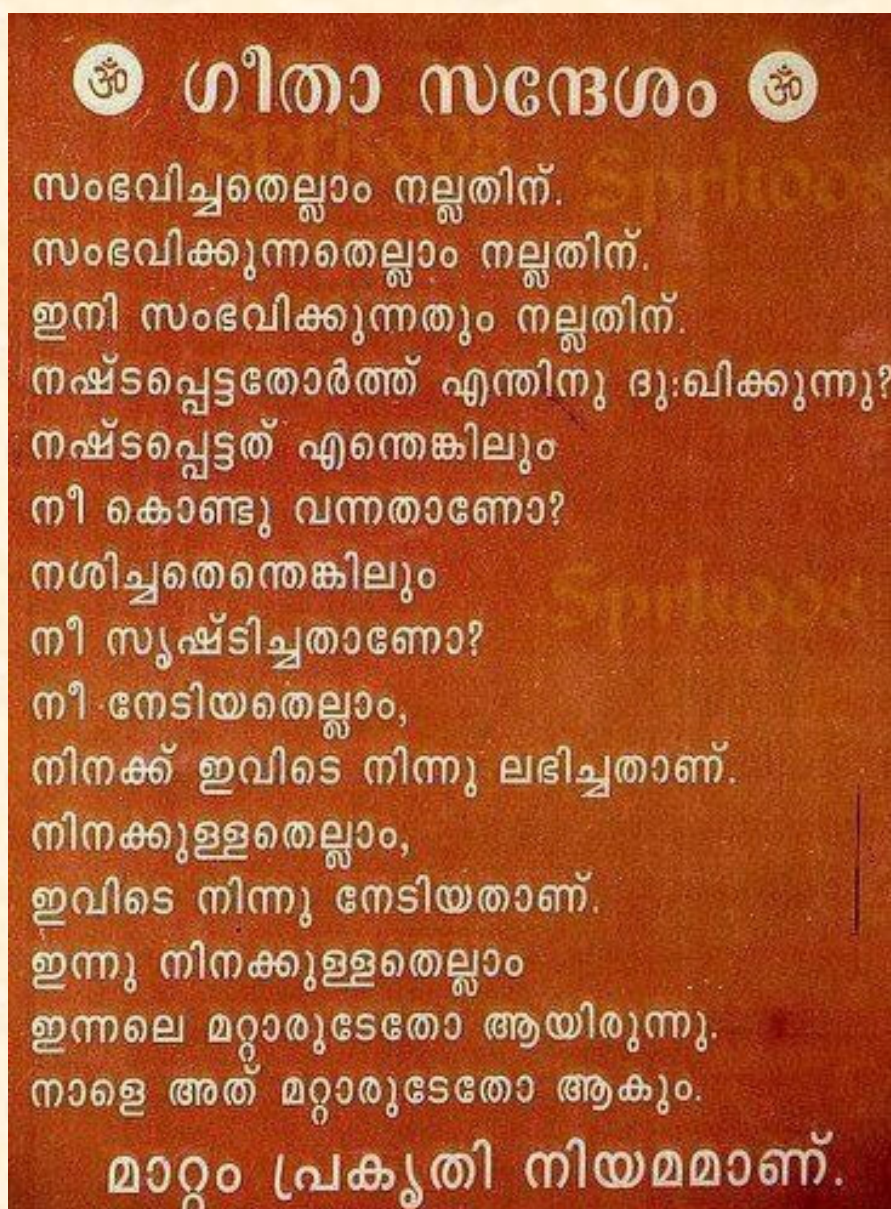 ॐ ഗീതാ സന്ദേശം ॐ
സംഭവിച്ചതെല്ലാം നല്ലതിന്.
സംഭവിക്കുന്നതെല്ലാം നല്ലതിന്.
ഇനി സംഭവിക്കുന്നതും നല്ലതിന്.
നഷ്ടപ്പെട്ടതോർത്ത് എന്തിനു ദു:ഖിക്കുന്നു?
നഷ്ടപ്പെട്ടത് എന്തെങ്കിലും
നീ കൊണ്ടു വന്നതാണോ?
നശിച്ചതെന്തെങ്കിലും
നീ സൃഷ്ടിച്ചതാണോ?
നീ നേടിയതെല്ലാം,
നിനക്ക് ഇവിടെ നിന്നു ലഭിച്ചതാണ്.
നിനക്കുള്ളതെല്ലാം,
ഇവിടെ നിന്നു നേടിയതാണ്.
ഇന്നു നിനക്കുള്ളതെല്ലാം
ഇന്നലെ മറ്റാരുടേതോ ആയിരുന്നു.
നാളെ അത് മറ്റാരുടേതോ ആകും.
മാറ്റം പ്രകൃതി നിയമമാണ്.